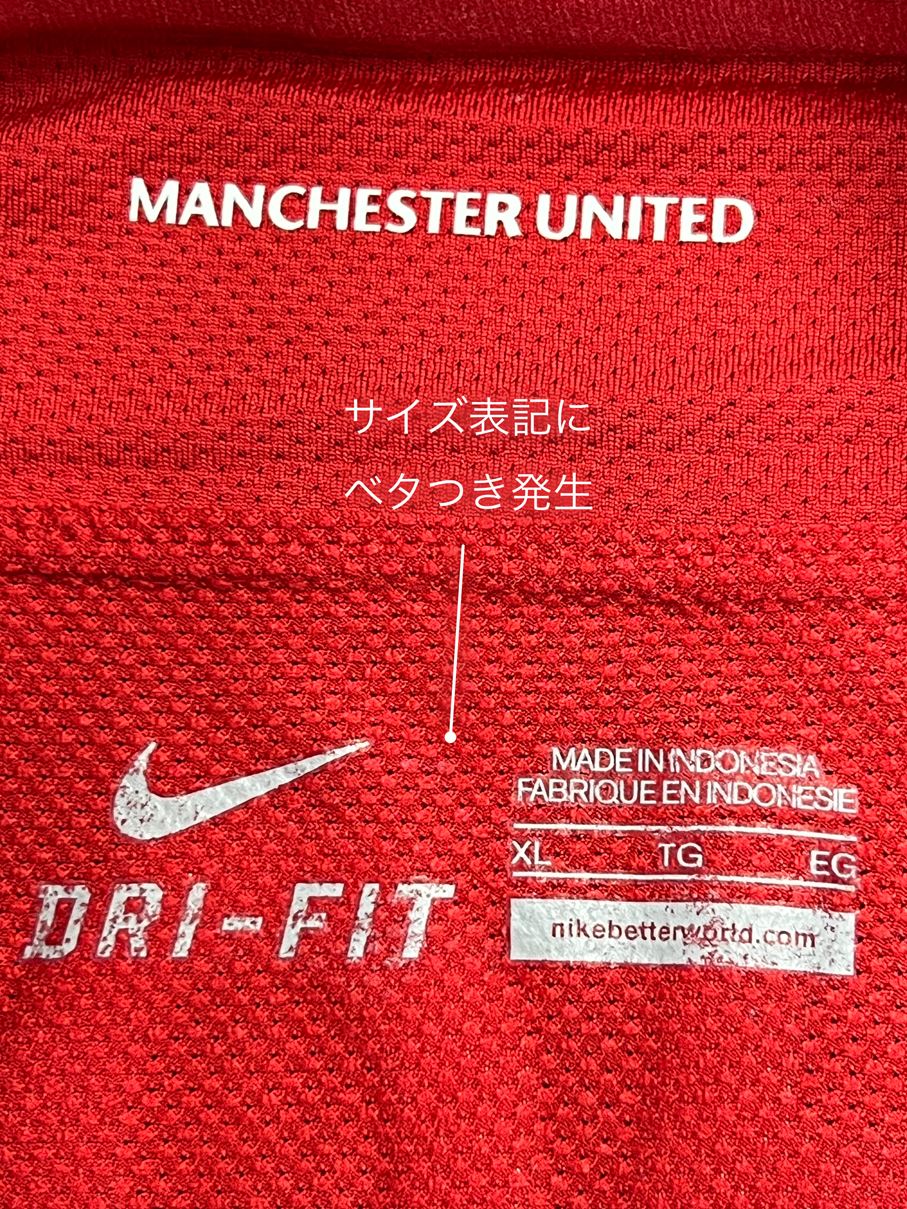 MANCHESTER UNITED
サイズ表記に
ベタつき発生
MADE IN INDONESIA
FABRIQUE EN INDONESIE
XL TG EG
DRI-FIT
nikebetterworld.com